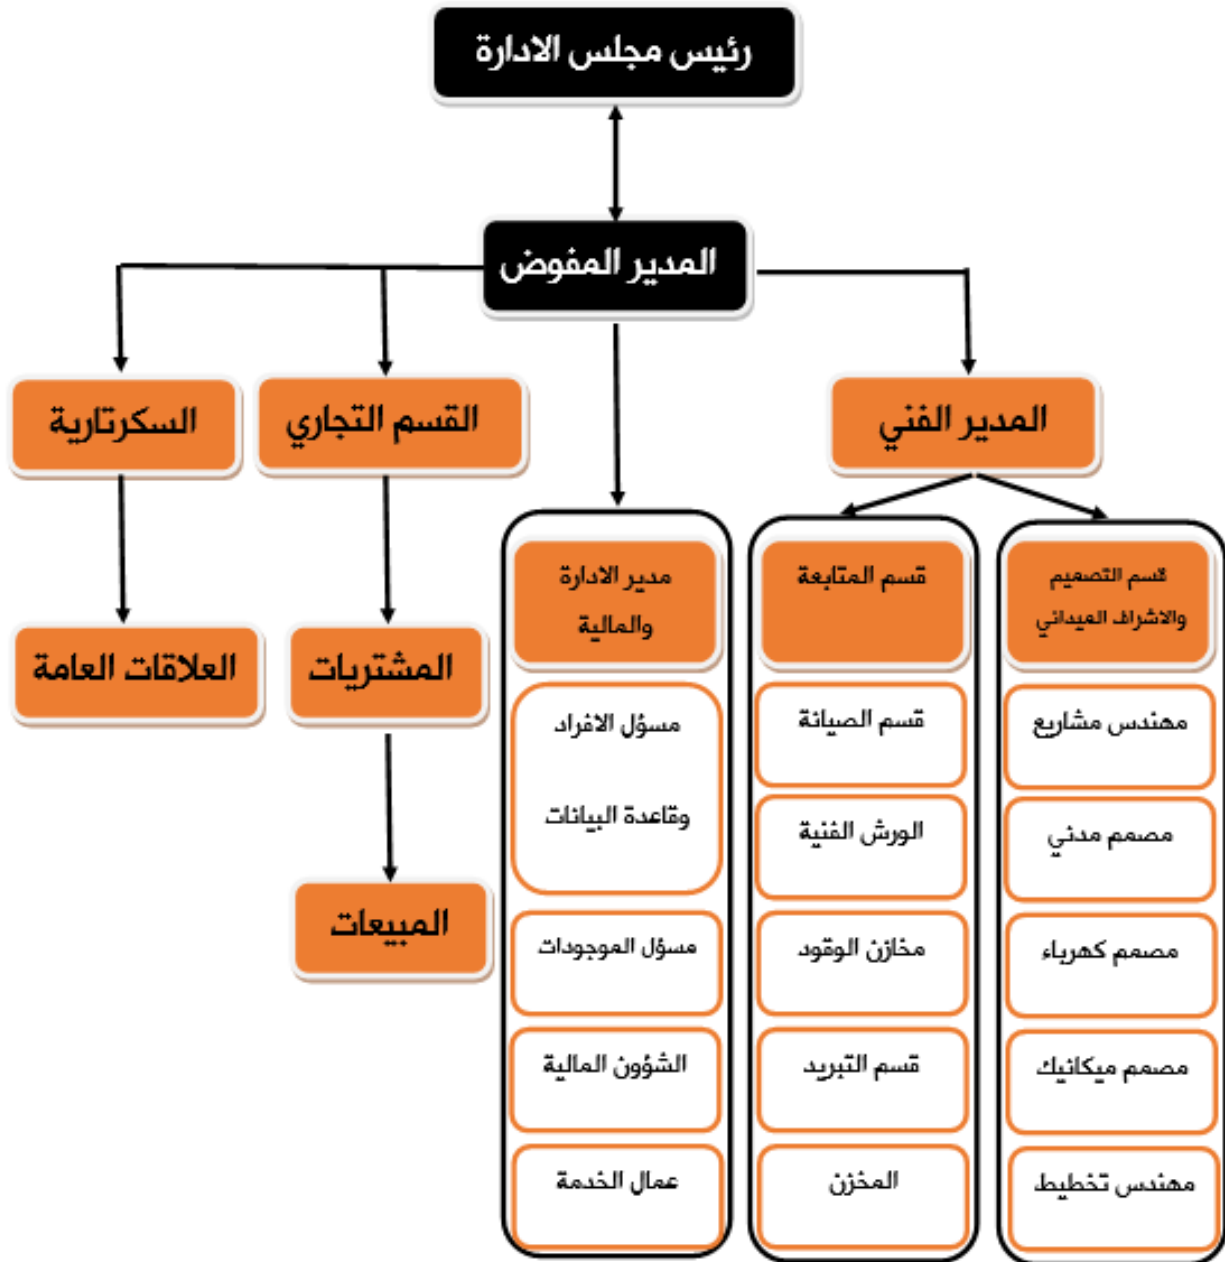 رئيس مجلس الادارة
المدير المفوض
المدير الفني
القسم التجاري
السكرتارية
قسم التصميم
والاشراف الميداني
قسم المتابعة
مدير الادارة
والمالية
المشتريات
العلاقات العامة
مهندس مشاريع
قسم الصيانة
مسؤل الافراد
وقاعدة البيانات
مصمم مدني
الورش الفنية
المبيعات
مصمم كهرباء
مخازن الوقود
مسؤل الموجودات
مصمم ميكانيك
قسم التبريد
الشؤون المالية
مهندس تخطيط
المخزن
عمال الخدمة